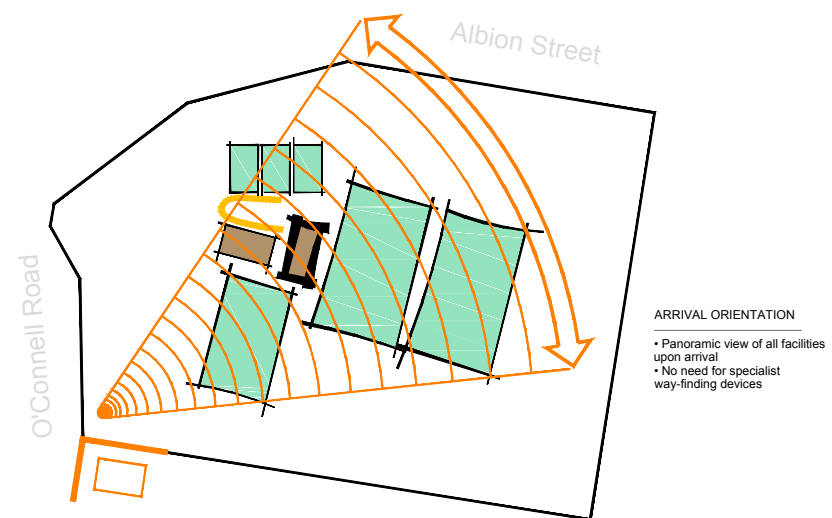 Albion Street
O'Connell Road
ARRIVAL ORIENTATION
• Panoramic view of all facilities
upon arrival
• No need for specialist
way-finding devices